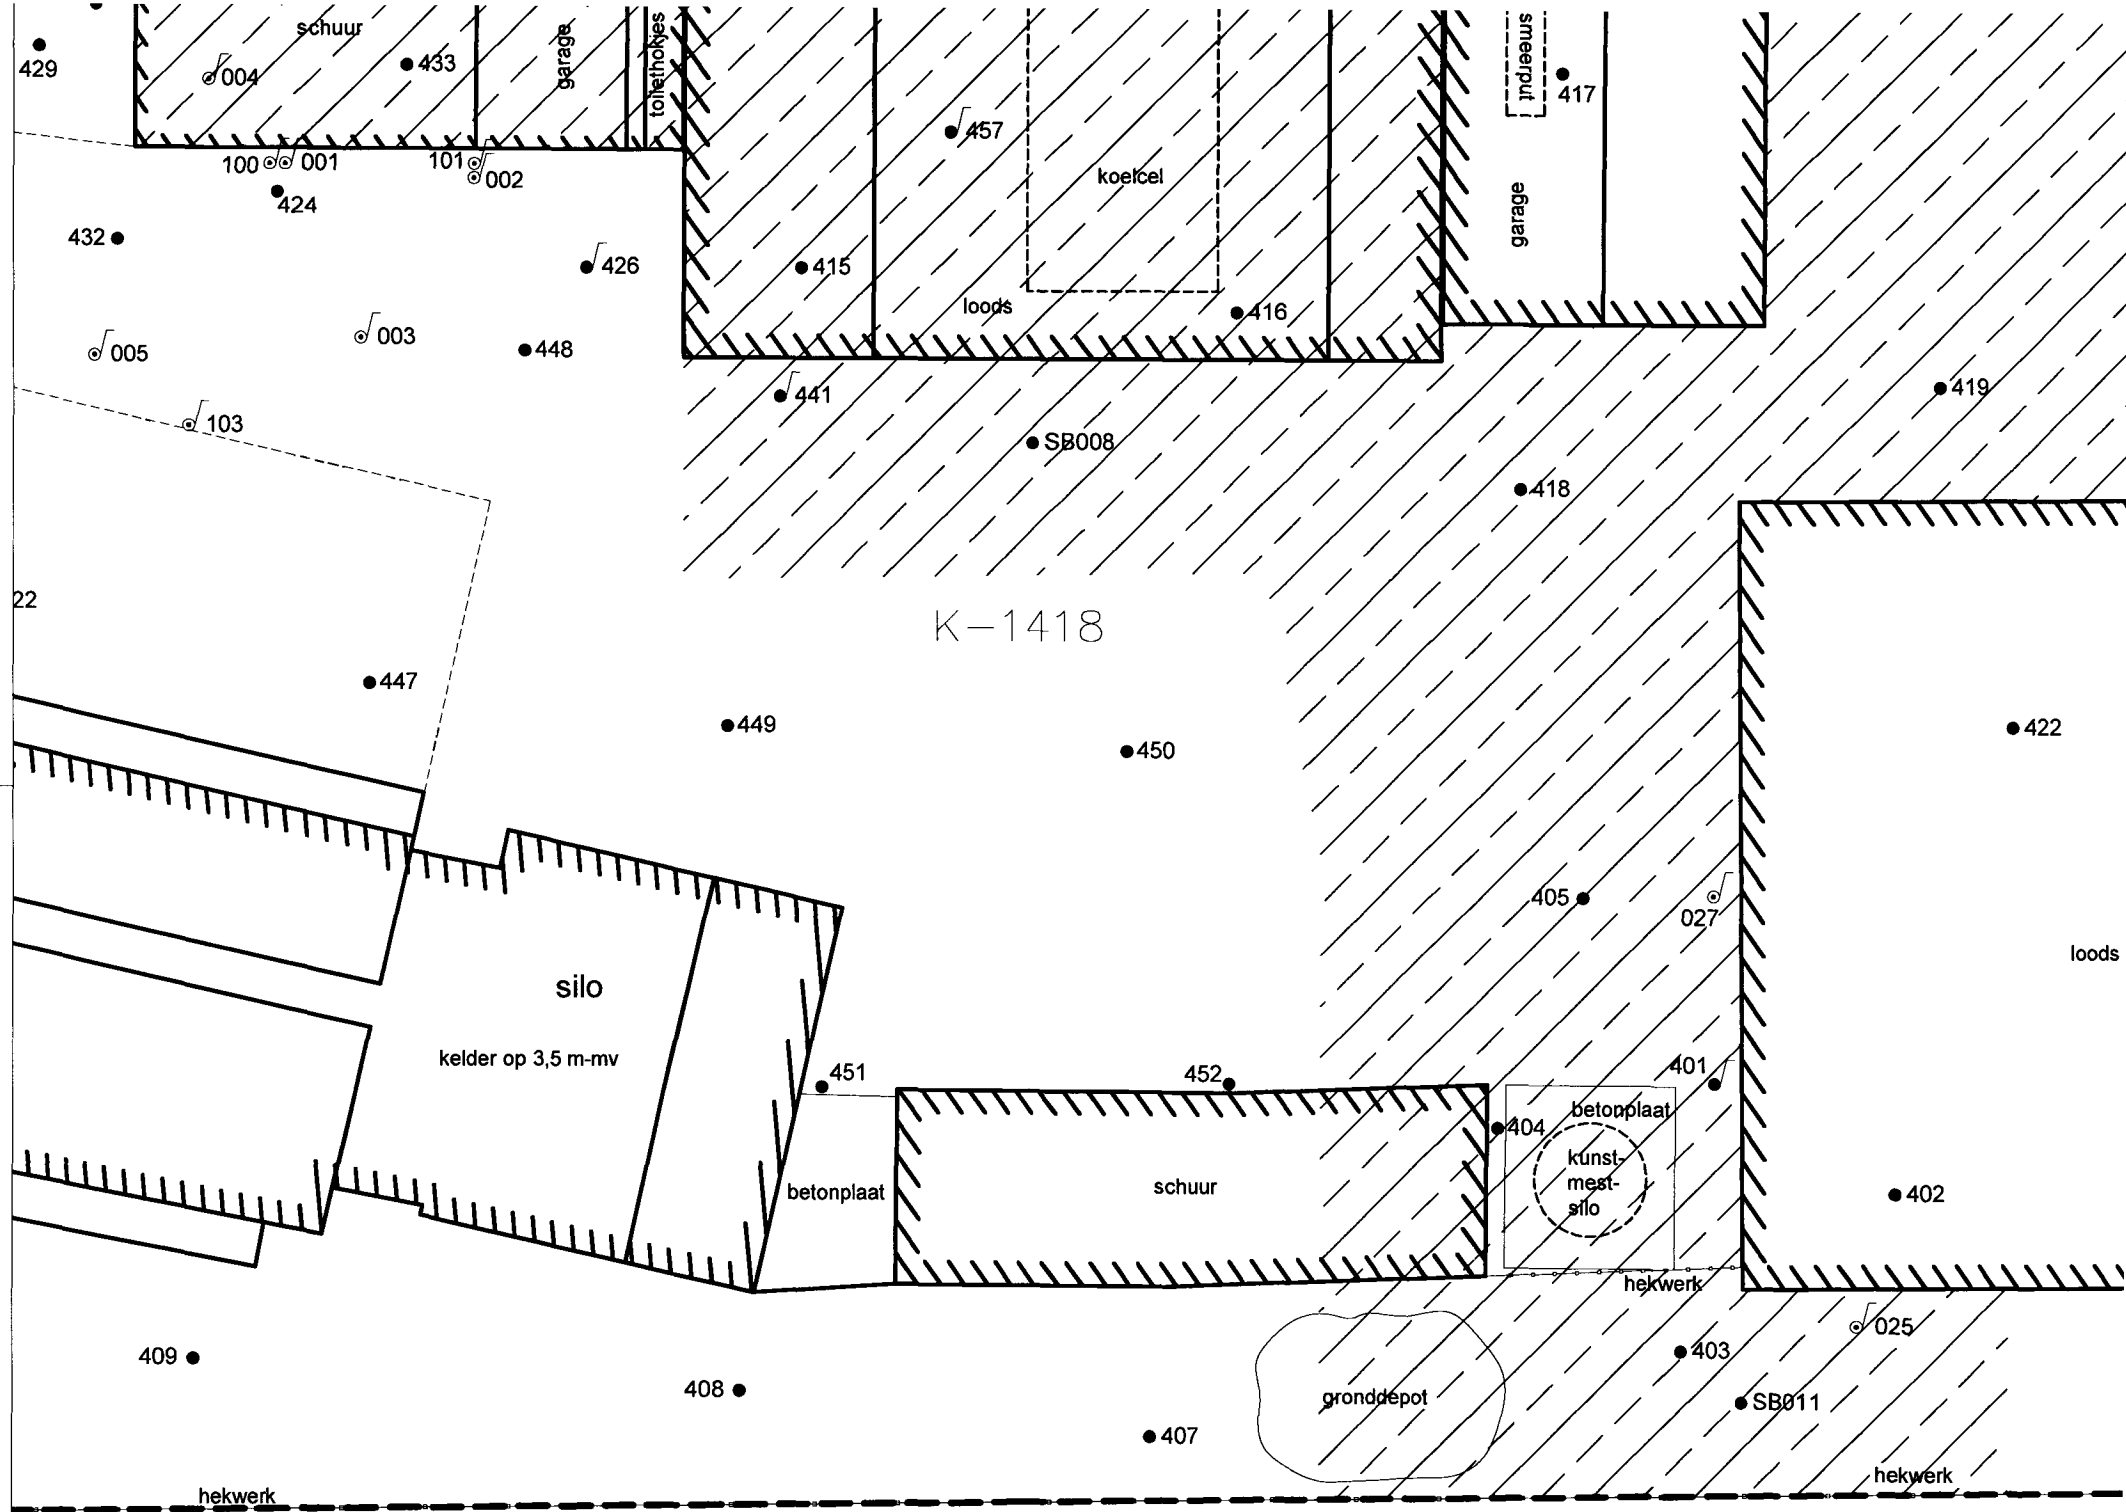 schuur
garage
toilethokjes
smeerput
429
004
433
417
457
100
001
101
002
koelcel
424
garage
432
426
415
loods
416
005
003
448
441
419
103
SB008
418
22
K-1418
447
449
450
422
405
027
loods
silo
kelder op 3,5 m-mv
451
452
401
betonplaat
404
kunst-
mest-
silo
betonplaat
schuur
402
hekwerk
025
409
403
408
gronddepot
SB011
407
hekwerk
hekwerk